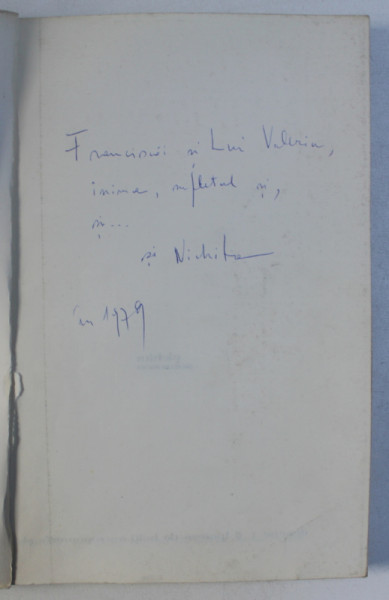 Franciscăi și Lui Valeriu,
inima, sufletul și,
și...
și Nichita
în 1979